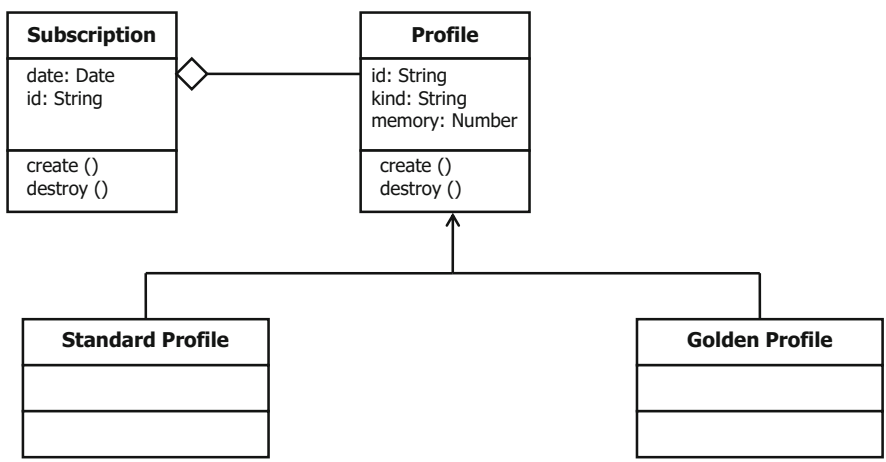 Subscription
date: Date
id: String
create ()
destroy ()
Profile
id: String
kind: String
memory: Number
create ()
destroy ()
Standard Profile
Golden Profile